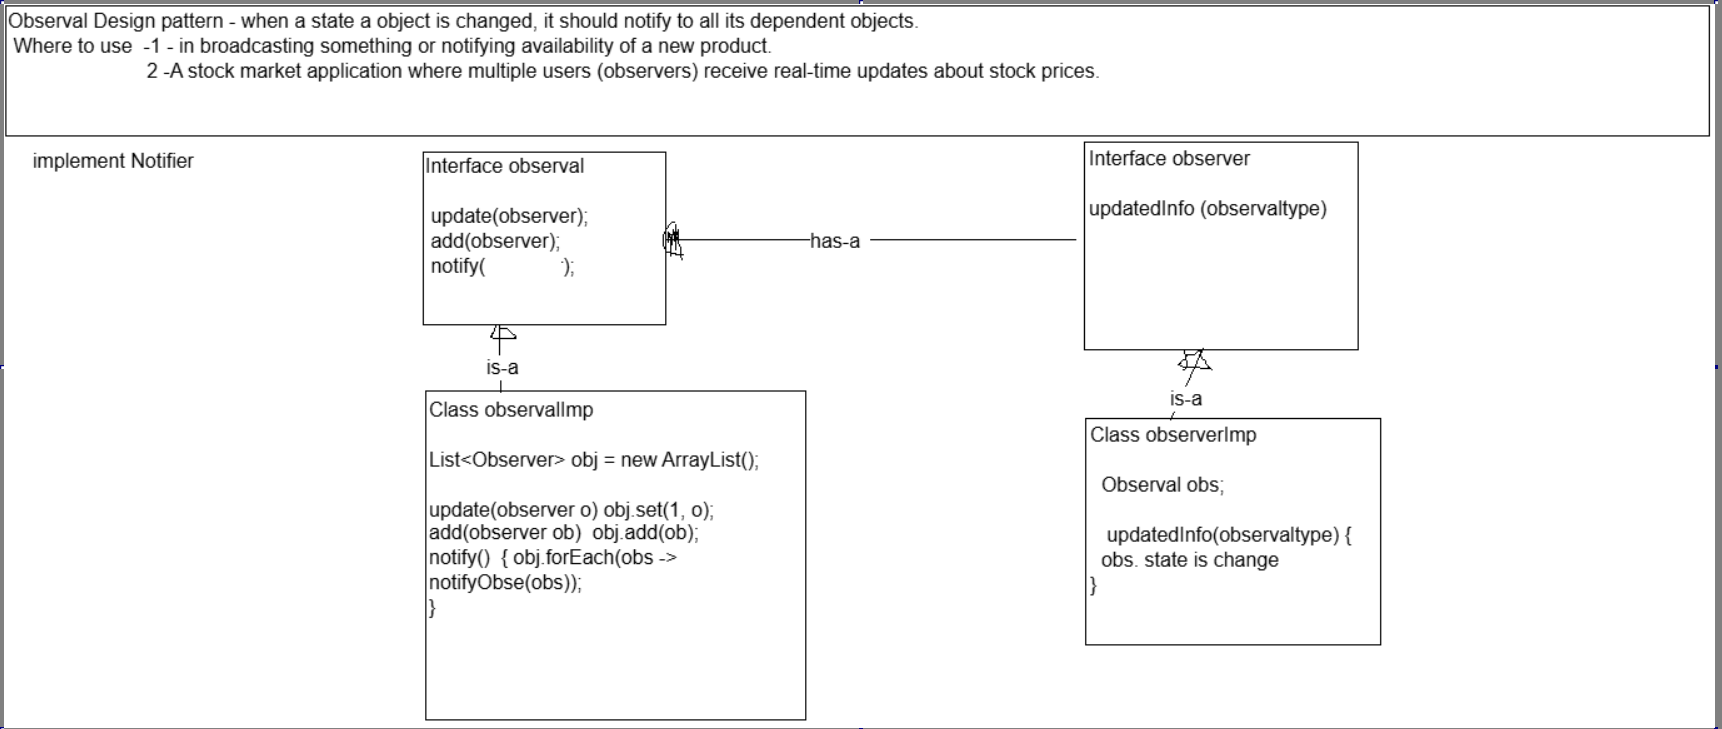 Observal Design pattern - when a state a object is changed, it should notify to all its dependent objects.
Where to use -1 - in broadcasting something or notifying availability of a new product.
2 -A stock market application where multiple users (observers) receive real-time updates about stock prices.
implement Notifier
Interface observal
update(observer);
add(observer);
notify( );
has-a
Interface observer
updatedInfo (observaltype)
is-a
is-a
Class observalImp
List<Observer> obj = new ArrayList();
update(observer o) obj.set(1, o);
add(observer ob) obj.add(ob);
notify() { obj.forEach(obs ->
notifyObse(obs));
}
Class observerImp
Observal obs;
updatedInfo(observaltype) {
obs. state is change
}